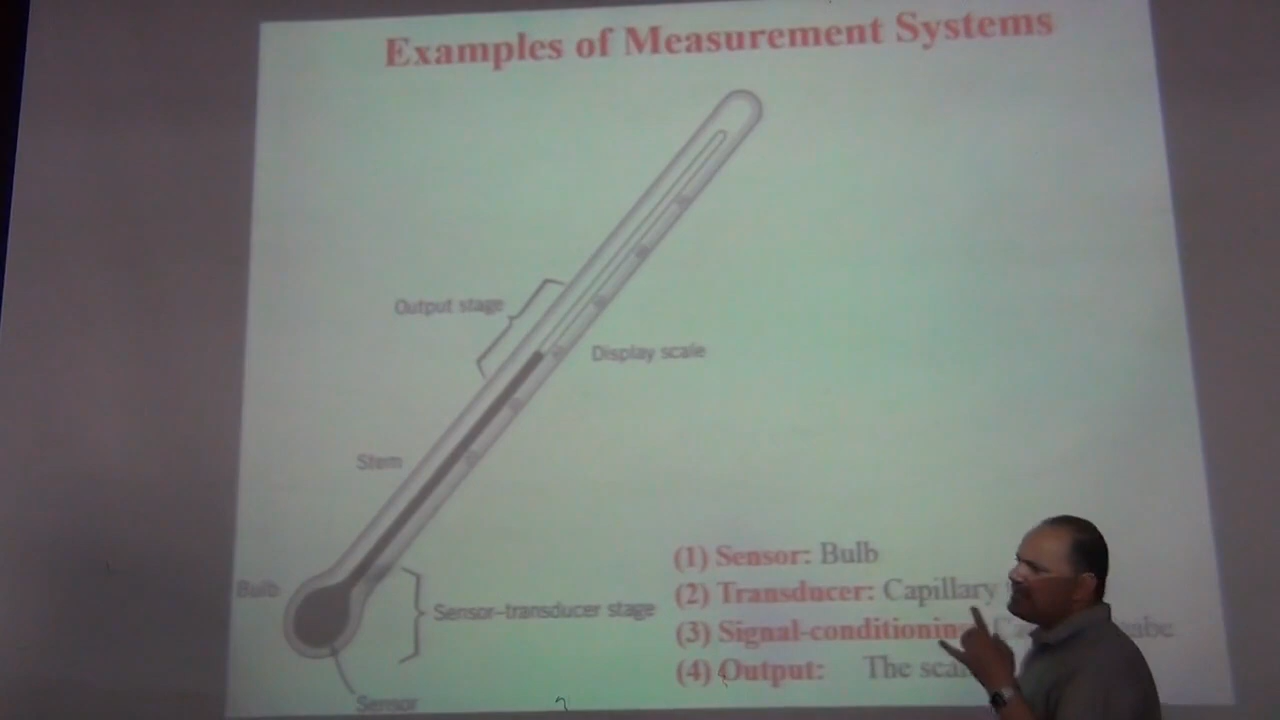 Examples of Measurement Systems
Output stage
Display scale
Stem
Bulb
Sensor-transducer stage
Sensor
(1) Sensor: Bulb
(2) Transducer: Capillary
(3) Signal-conditioning
(4) Output: The